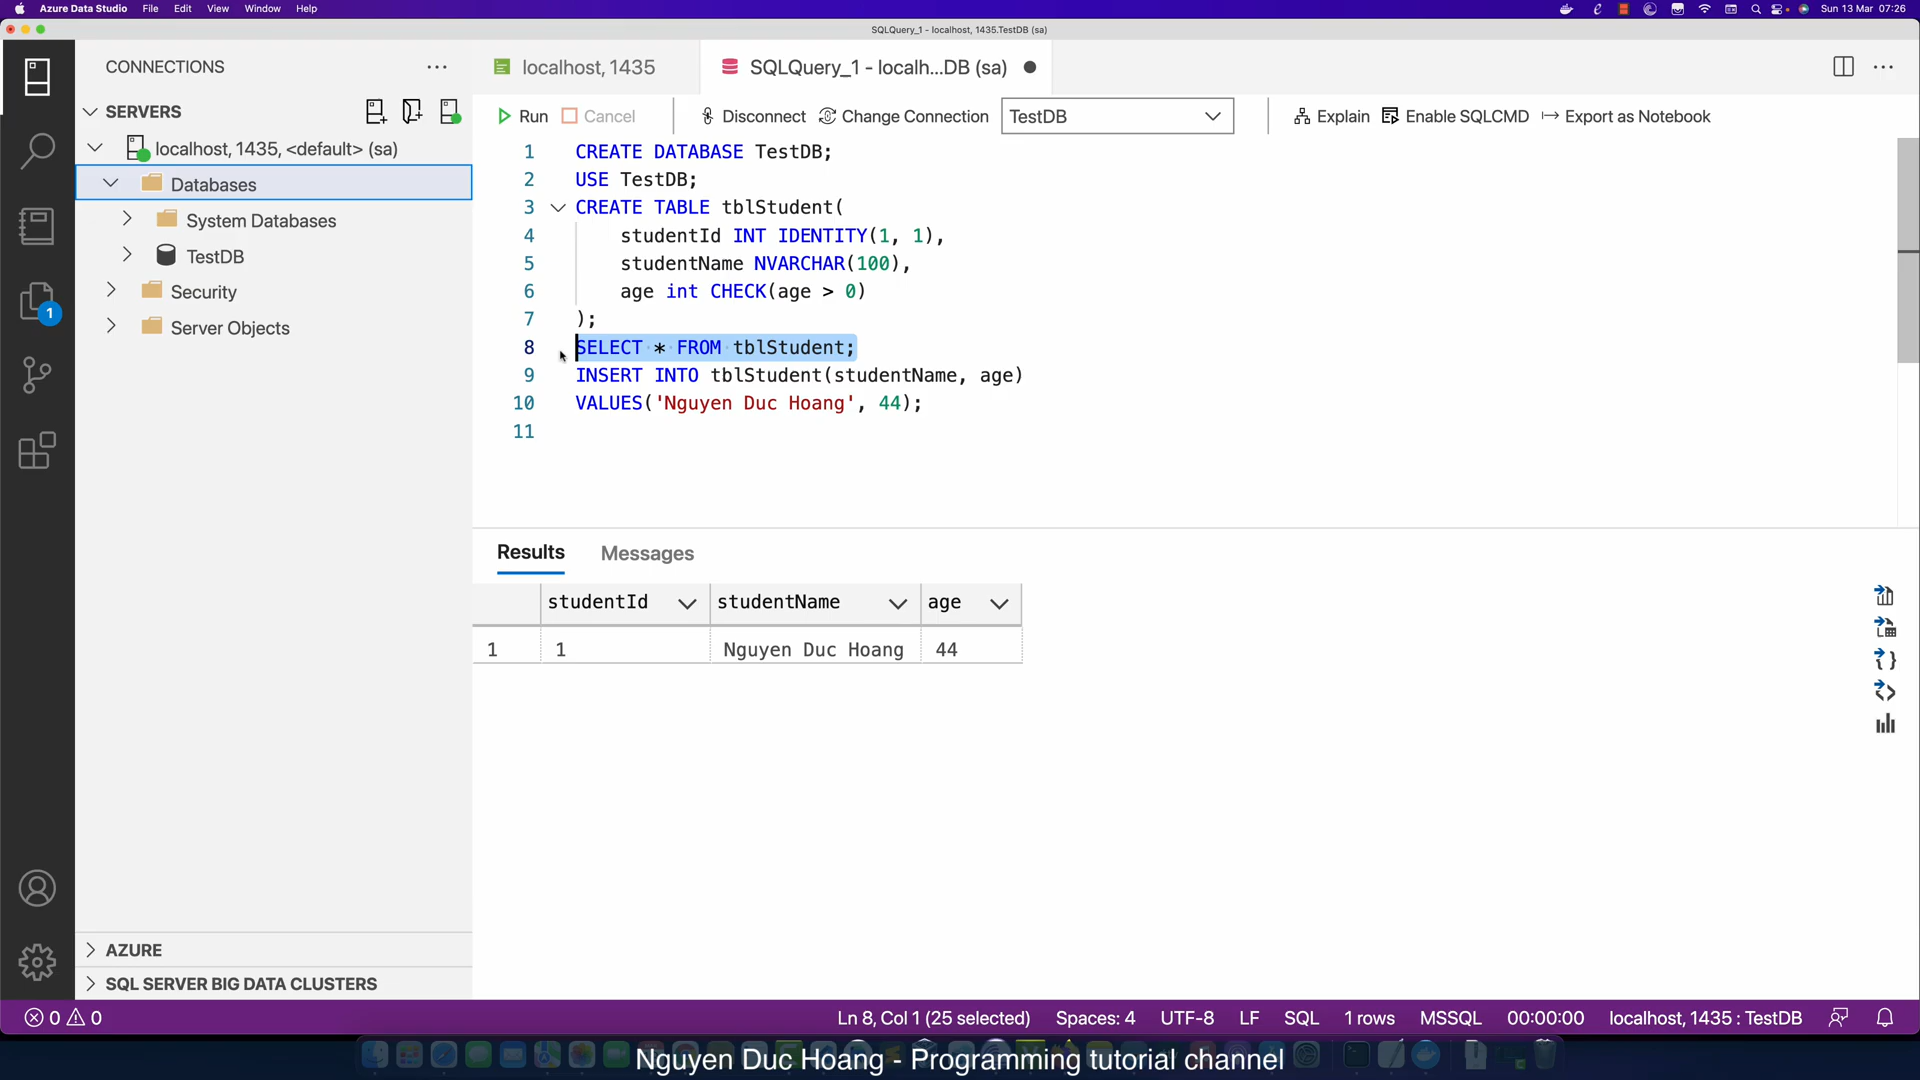 Azure Data Studio File Edit View Window Help Sun 13 Mar 07:26
SQLQuery_1 - localhost, 1435.TestDB (sa)
CONNECTIONS
localhost, 1435
SQLQuery_1 - localh...DB (sa)
SERVERS
Run Cancel Disconnect Change Connection TestDB Explain Enable SQLCMD Export as Notebook
localhost, 1435, <default> (sa)
Databases
System Databases
TestDB
Security
Server Objects
1
1 CREATE DATABASE TestDB;
2 USE TestDB;
3 CREATE TABLE tblStudent(
4 studentId INT IDENTITY(1, 1),
5 studentName NVARCHAR(100),
6 age int CHECK(age > 0)
7 );
8 SELECT * FROM tblStudent;
9 INSERT INTO tblStudent(studentName, age)
10 VALUES('Nguyen Duc Hoang', 44);
11
Results Messages
studentId studentName age
1 1 Nguyen Duc Hoang 44
AZURE
SQL SERVER BIG DATA CLUSTERS
0 0 Ln 8, Col 1 (25 selected) Spaces: 4 UTF-8 LF SQL 1 rows MSSQL 00:00:00 localhost, 1435 : TestDB
Nguyen Duc Hoang - Programming tutorial channel